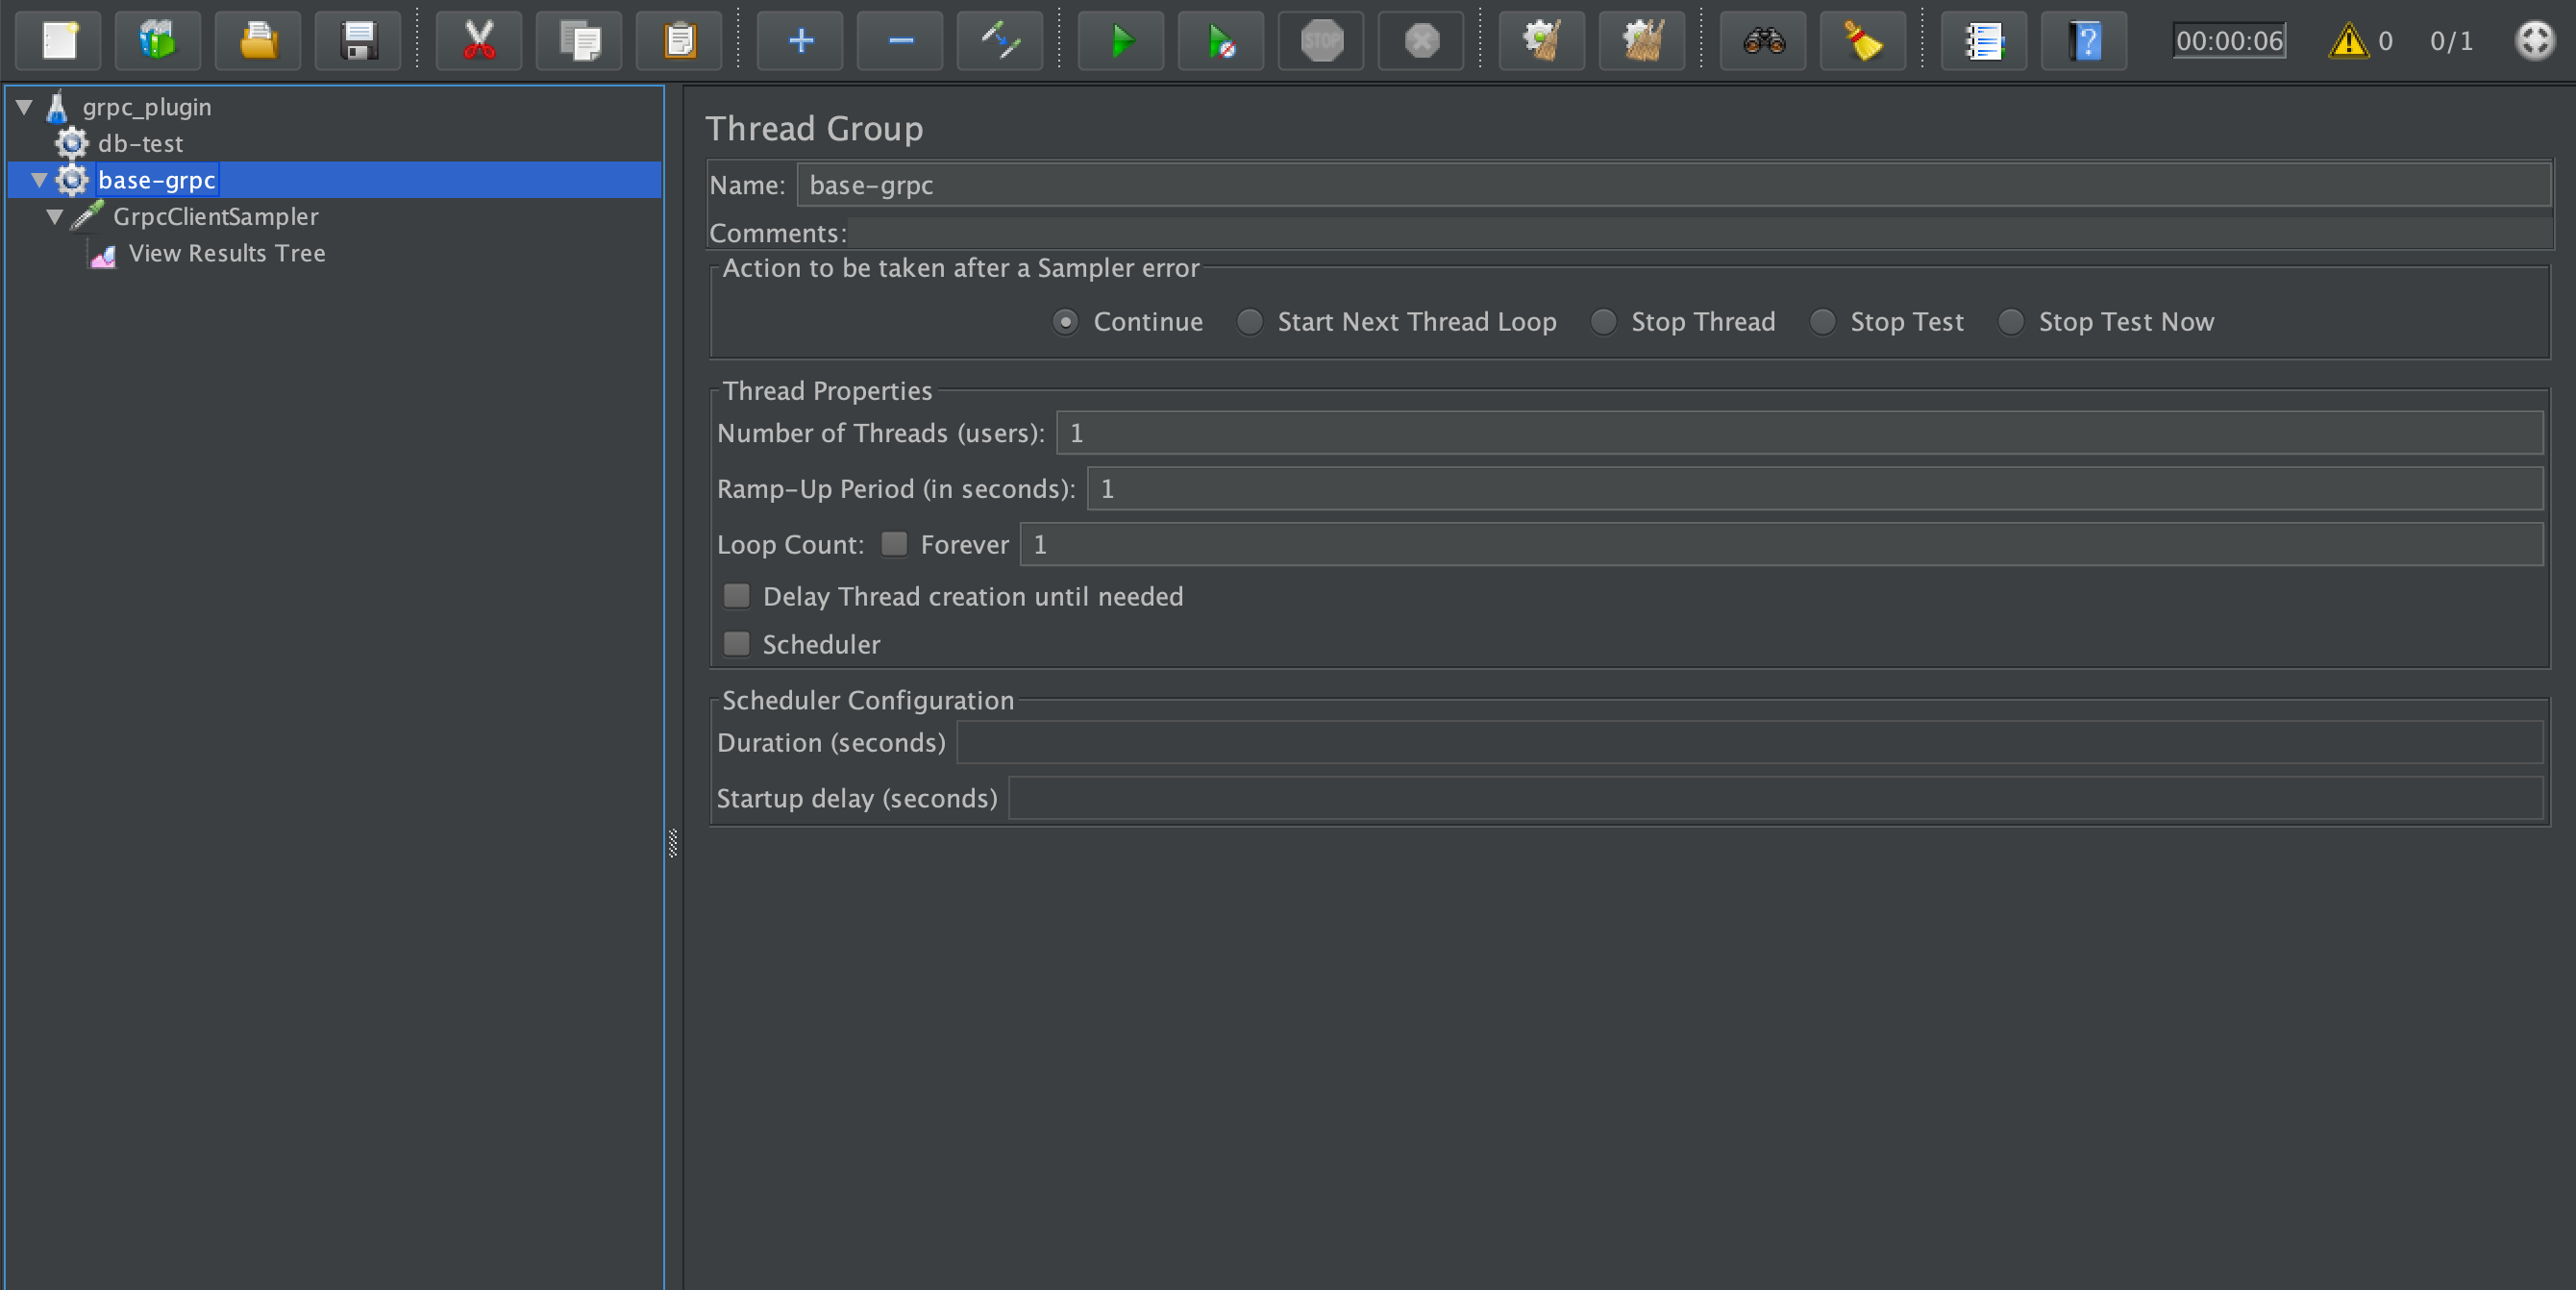 STOP
00:00:06
0
0/1
grpc_plugin
db-test
base-grpc
GrpcClientSampler
View Results Tree
Thread Group
Name: base-grpc
Comments:
Action to be taken after a Sampler error
Continue Start Next Thread Loop Stop Thread Stop Test Stop Test Now
Thread Properties
Number of Threads (users): 1
Ramp-Up Period (in seconds): 1
Loop Count: Forever 1
Delay Thread creation until needed
Scheduler
Scheduler Configuration
Duration (seconds)
Startup delay (seconds)